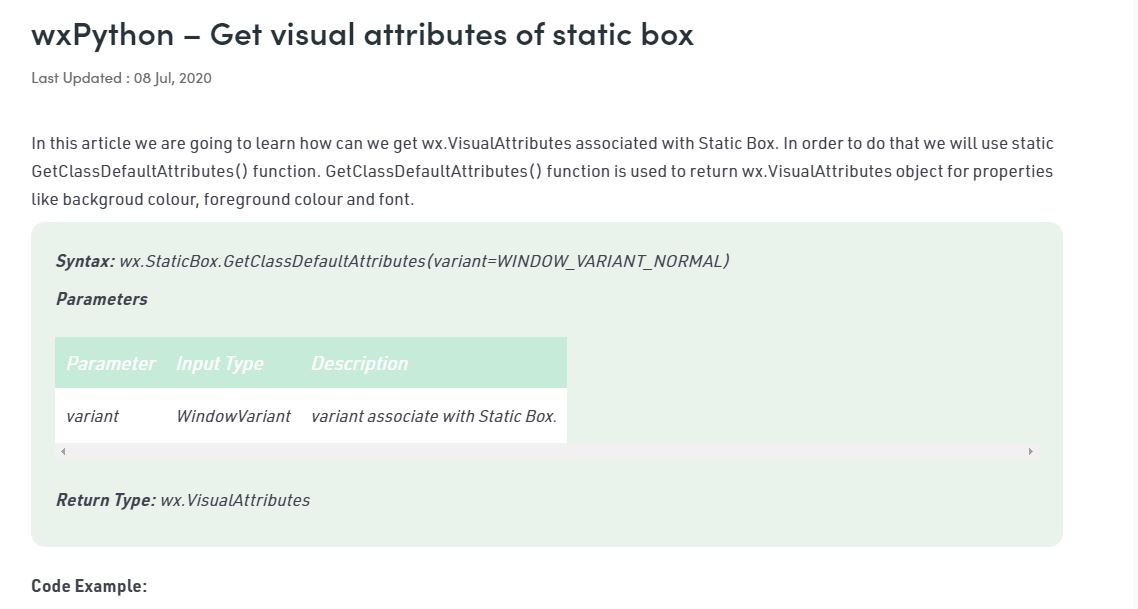 wxPython – Get visual attributes of static box
Last Updated : 08 Jul, 2020
In this article we are going to learn how can we get wx.VisualAttributes associated with Static Box. In order to do that we will use static
GetClassDefaultAttributes() function. GetClassDefaultAttributes() function is used to return wx.VisualAttributes object for properties
like backgroud colour, foreground colour and font.
Syntax: wx.StaticBox.GetClassDefaultAttributes(variant=WINDOW_VARIANT_NORMAL)
Parameters
Parameter Input Type Description
variant WindowVariant variant associate with Static Box.
Return Type: wx.VisualAttributes
Code Example: